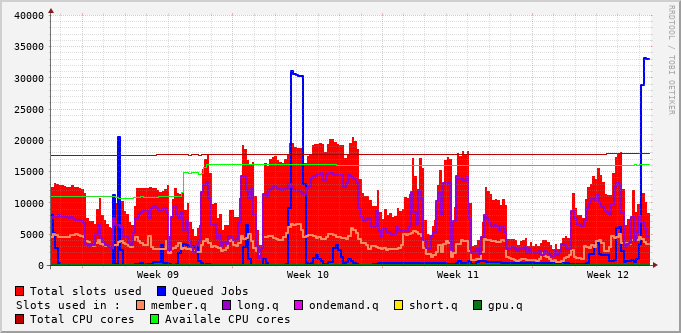 40000
35000
30000
25000
20000
15000
10000
5000
0
Week 09 Week 10 Week 11 Week 12
RRDTOOL / TOBI OETIKER
Total slots used Queued Jobs
Slots used in : member.q long.q ondemand.q short.q gpu.q
Total CPU cores Availale CPU cores